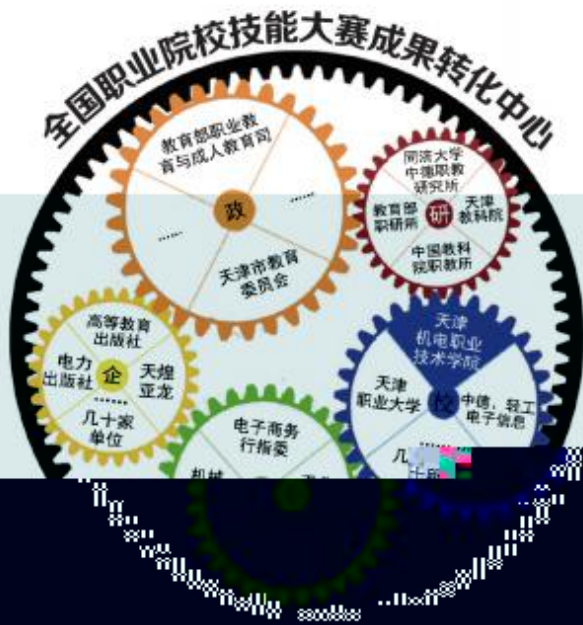 全国职业院校技能大赛成果转化中心
教育部职业教
育与成人教育司
……
政
……
天津市教育
委员会
同济大学
中德职教
研究所
教育部
职研所
研
天津
教科院
中国教科
院职教所
高等教育
出版社
电力
出版社
企
天煌
亚龙
……
几十家
单位
天津
机电职业
技术学院
天津
职业大学
校
中德，轻工
电子信息
……
电子商务
行指委
机械